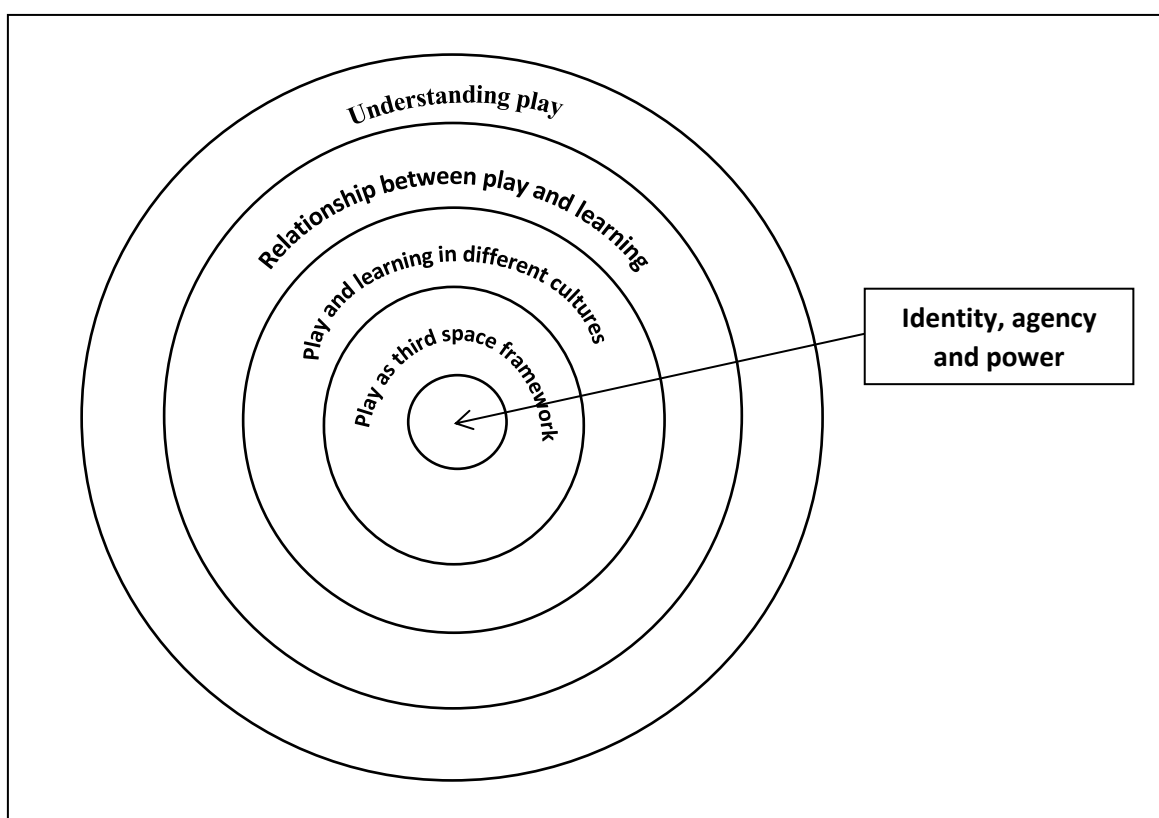 Understanding play
Relationship between play and learning
Play and learning in different cultures
Play as third space framework
Identity, agency
and power